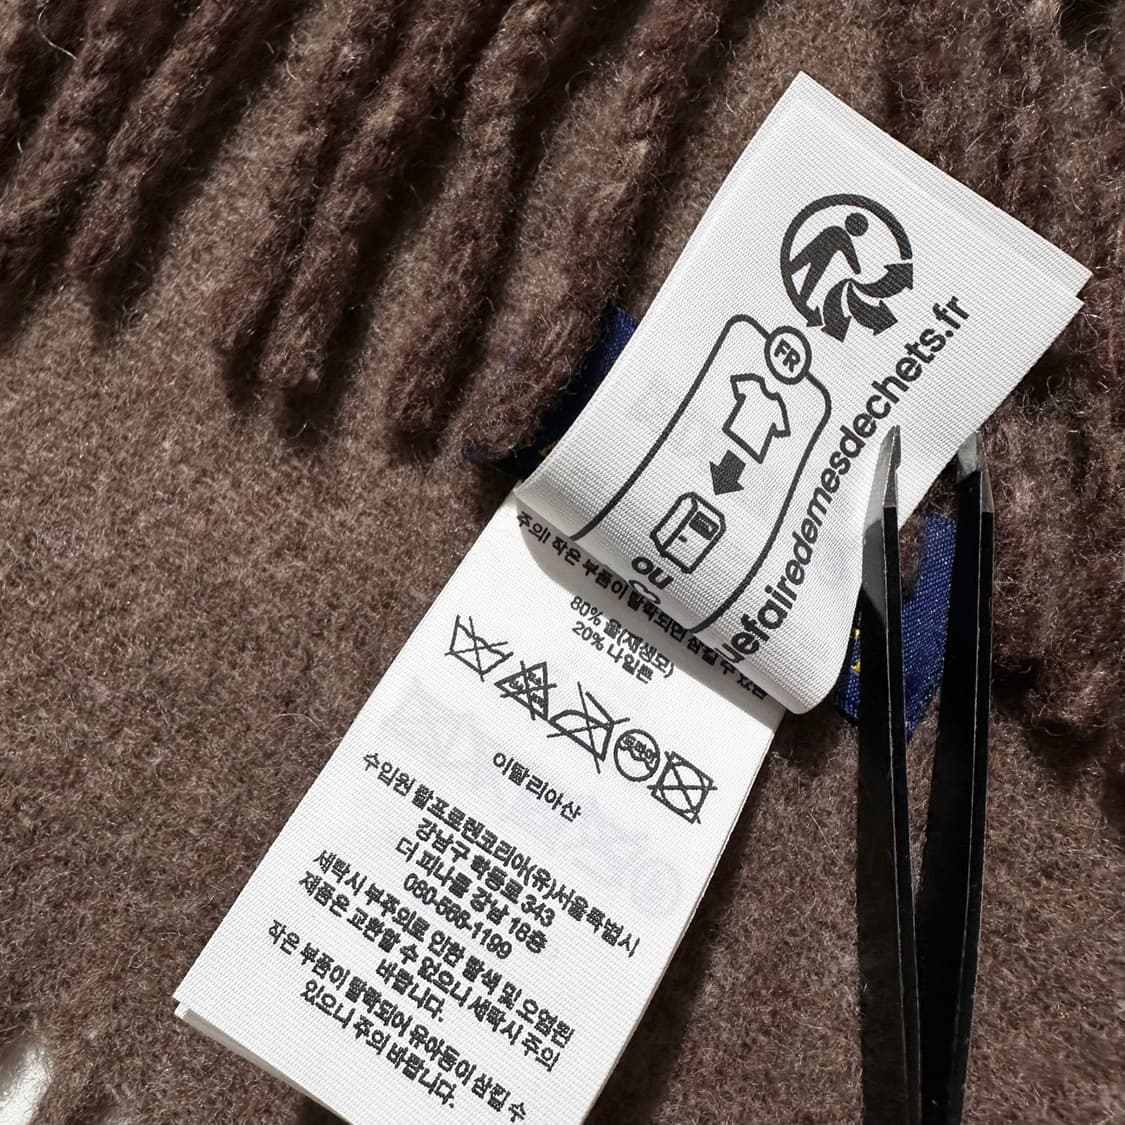 FR
quefairedemesdechets.fr
OU
주의! 작은 부품이 탈락되면 삼킬 수 있음
80% 울(재생모)
20% 나일론
이탈리아산
수입원 랄프로렌코리아(유)서울특별시
강남구 학동로 343
더 피나클 강남 16층
080-566-1199
세탁시 부주의로 인한 탈색 및 오염된
제품은 교환할 수 없으니 세탁시 주의
바랍니다.
작은 부품이 탈락되어 유아동이 삼킬 수
있으니 주의 바랍니다.